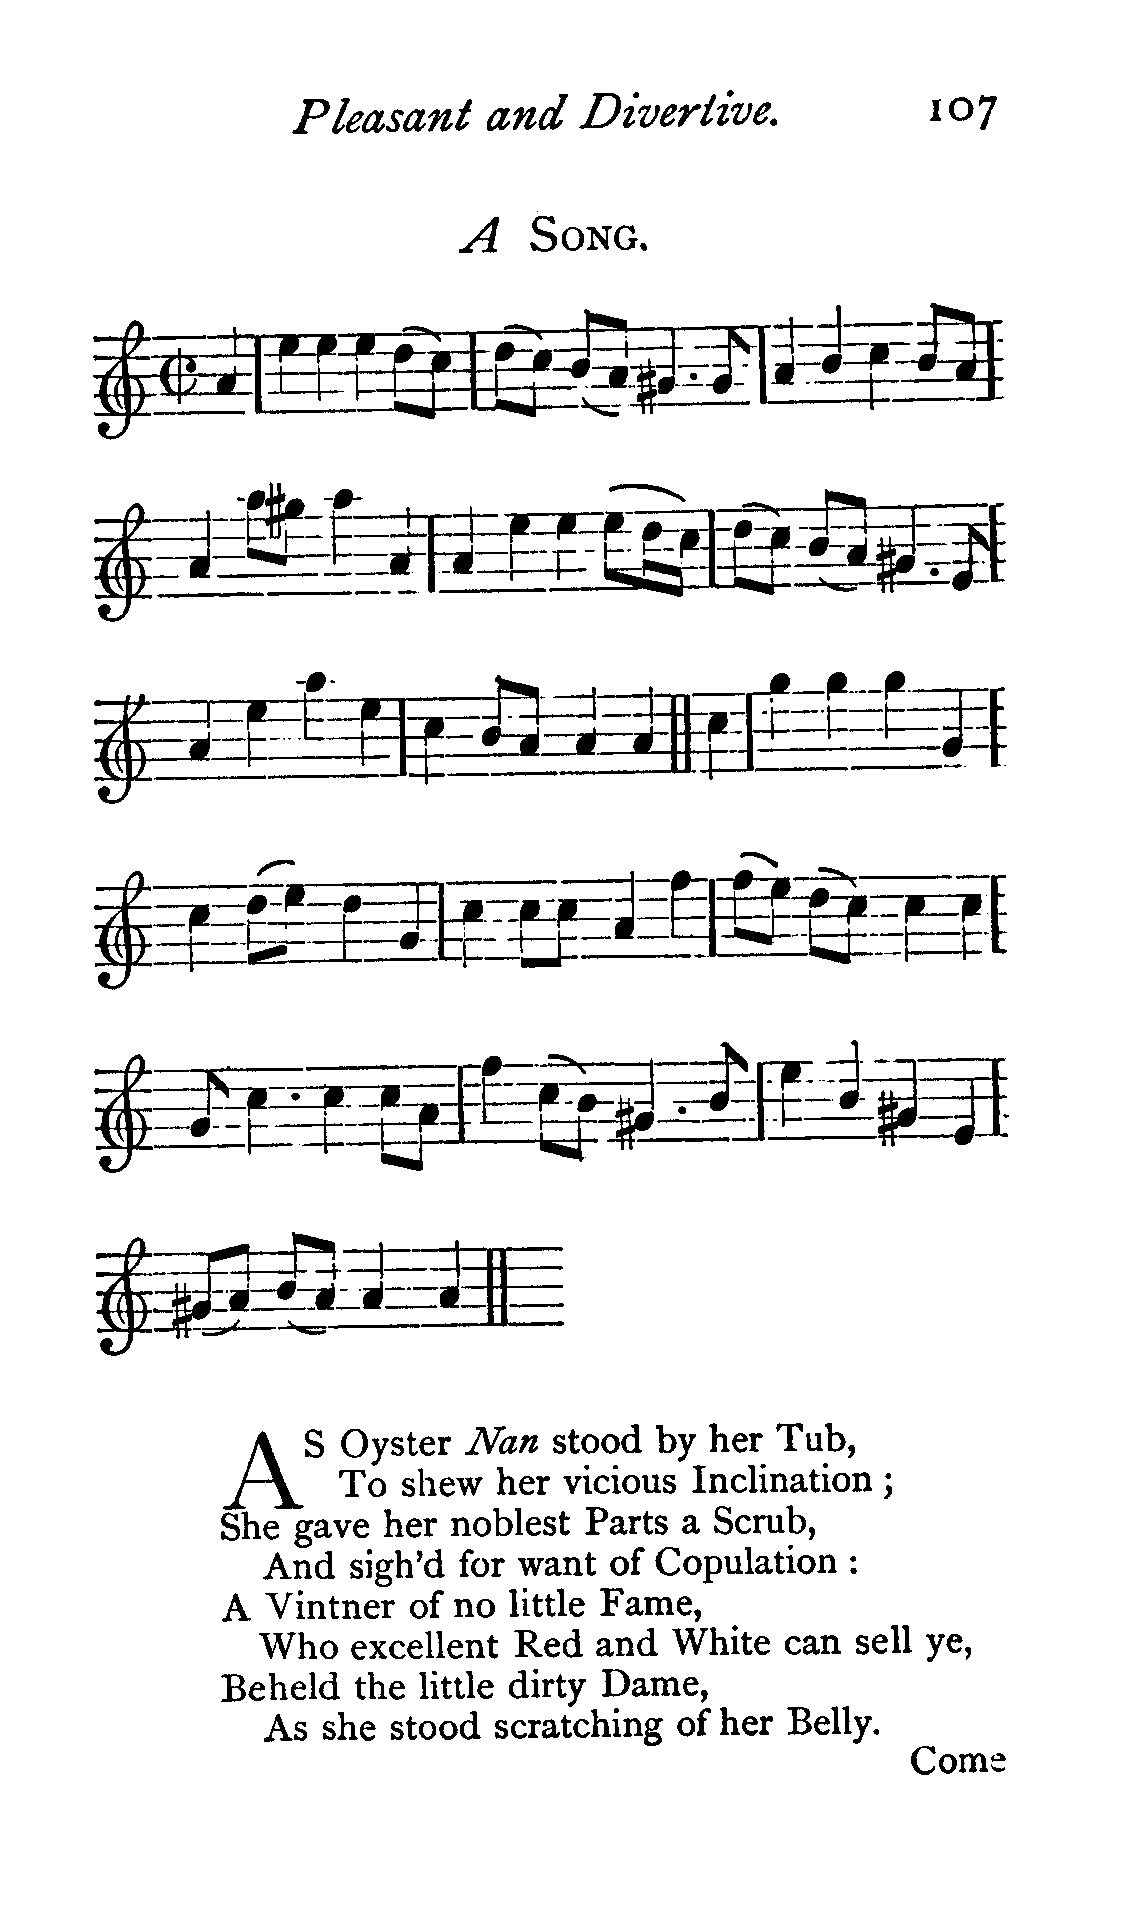 Pleasant and Divertive. 107
A SONG.
AS Oyster Nan stood by her Tub,
To shew her vicious Inclination ;
She gave her noblest Parts a Scrub,
And sigh'd for want of Copulation :
A Vintner of no little Fame,
Who excellent Red and White can sell ye,
Beheld the little dirty Dame,
As she stood scratching of her Belly.
Come